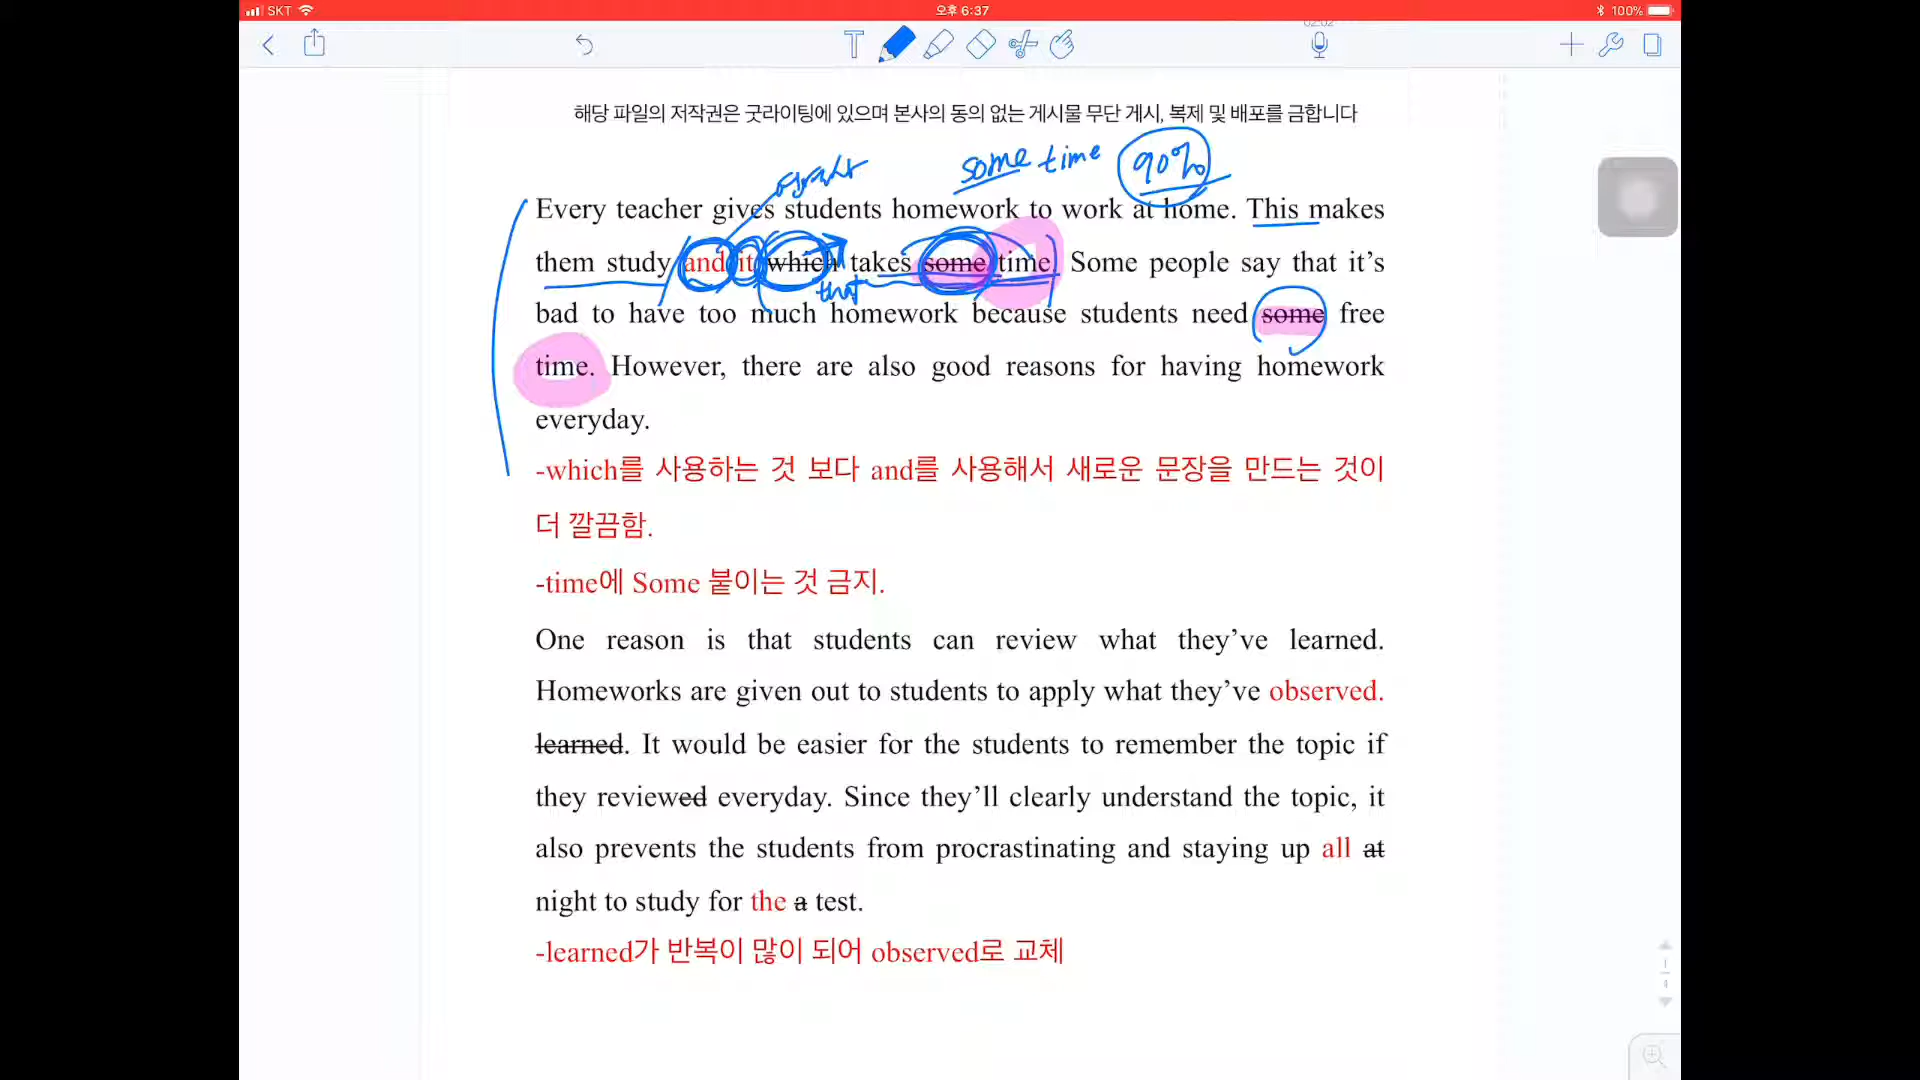 SKT 오후 6:37 100%
02:02
해당 파일의 저작권은 굿라이팅에 있으며 본사의 동의 없는 게시물 무단 게시, 복제 및 배포를 금합니다
some time 90%
Every teacher gives students homework to work at home. This makes
them study and it which takes some time. Some people say that it's
that
bad to have too much homework because students need some free
time. However, there are also good reasons for having homework
everyday.
-which를 사용하는 것 보다 and를 사용해서 새로운 문장을 만드는 것이
더 깔끔함.
-time에 Some 붙이는 것 금지.
One reason is that students can review what they've learned.
Homeworks are given out to students to apply what they've observed.
learned. It would be easier for the students to remember the topic if
they reviewed everyday. Since they'll clearly understand the topic, it
also prevents the students from procrastinating and staying up all at
night to study for the a test.
-learned가 반복이 많이 되어 observed로 교체